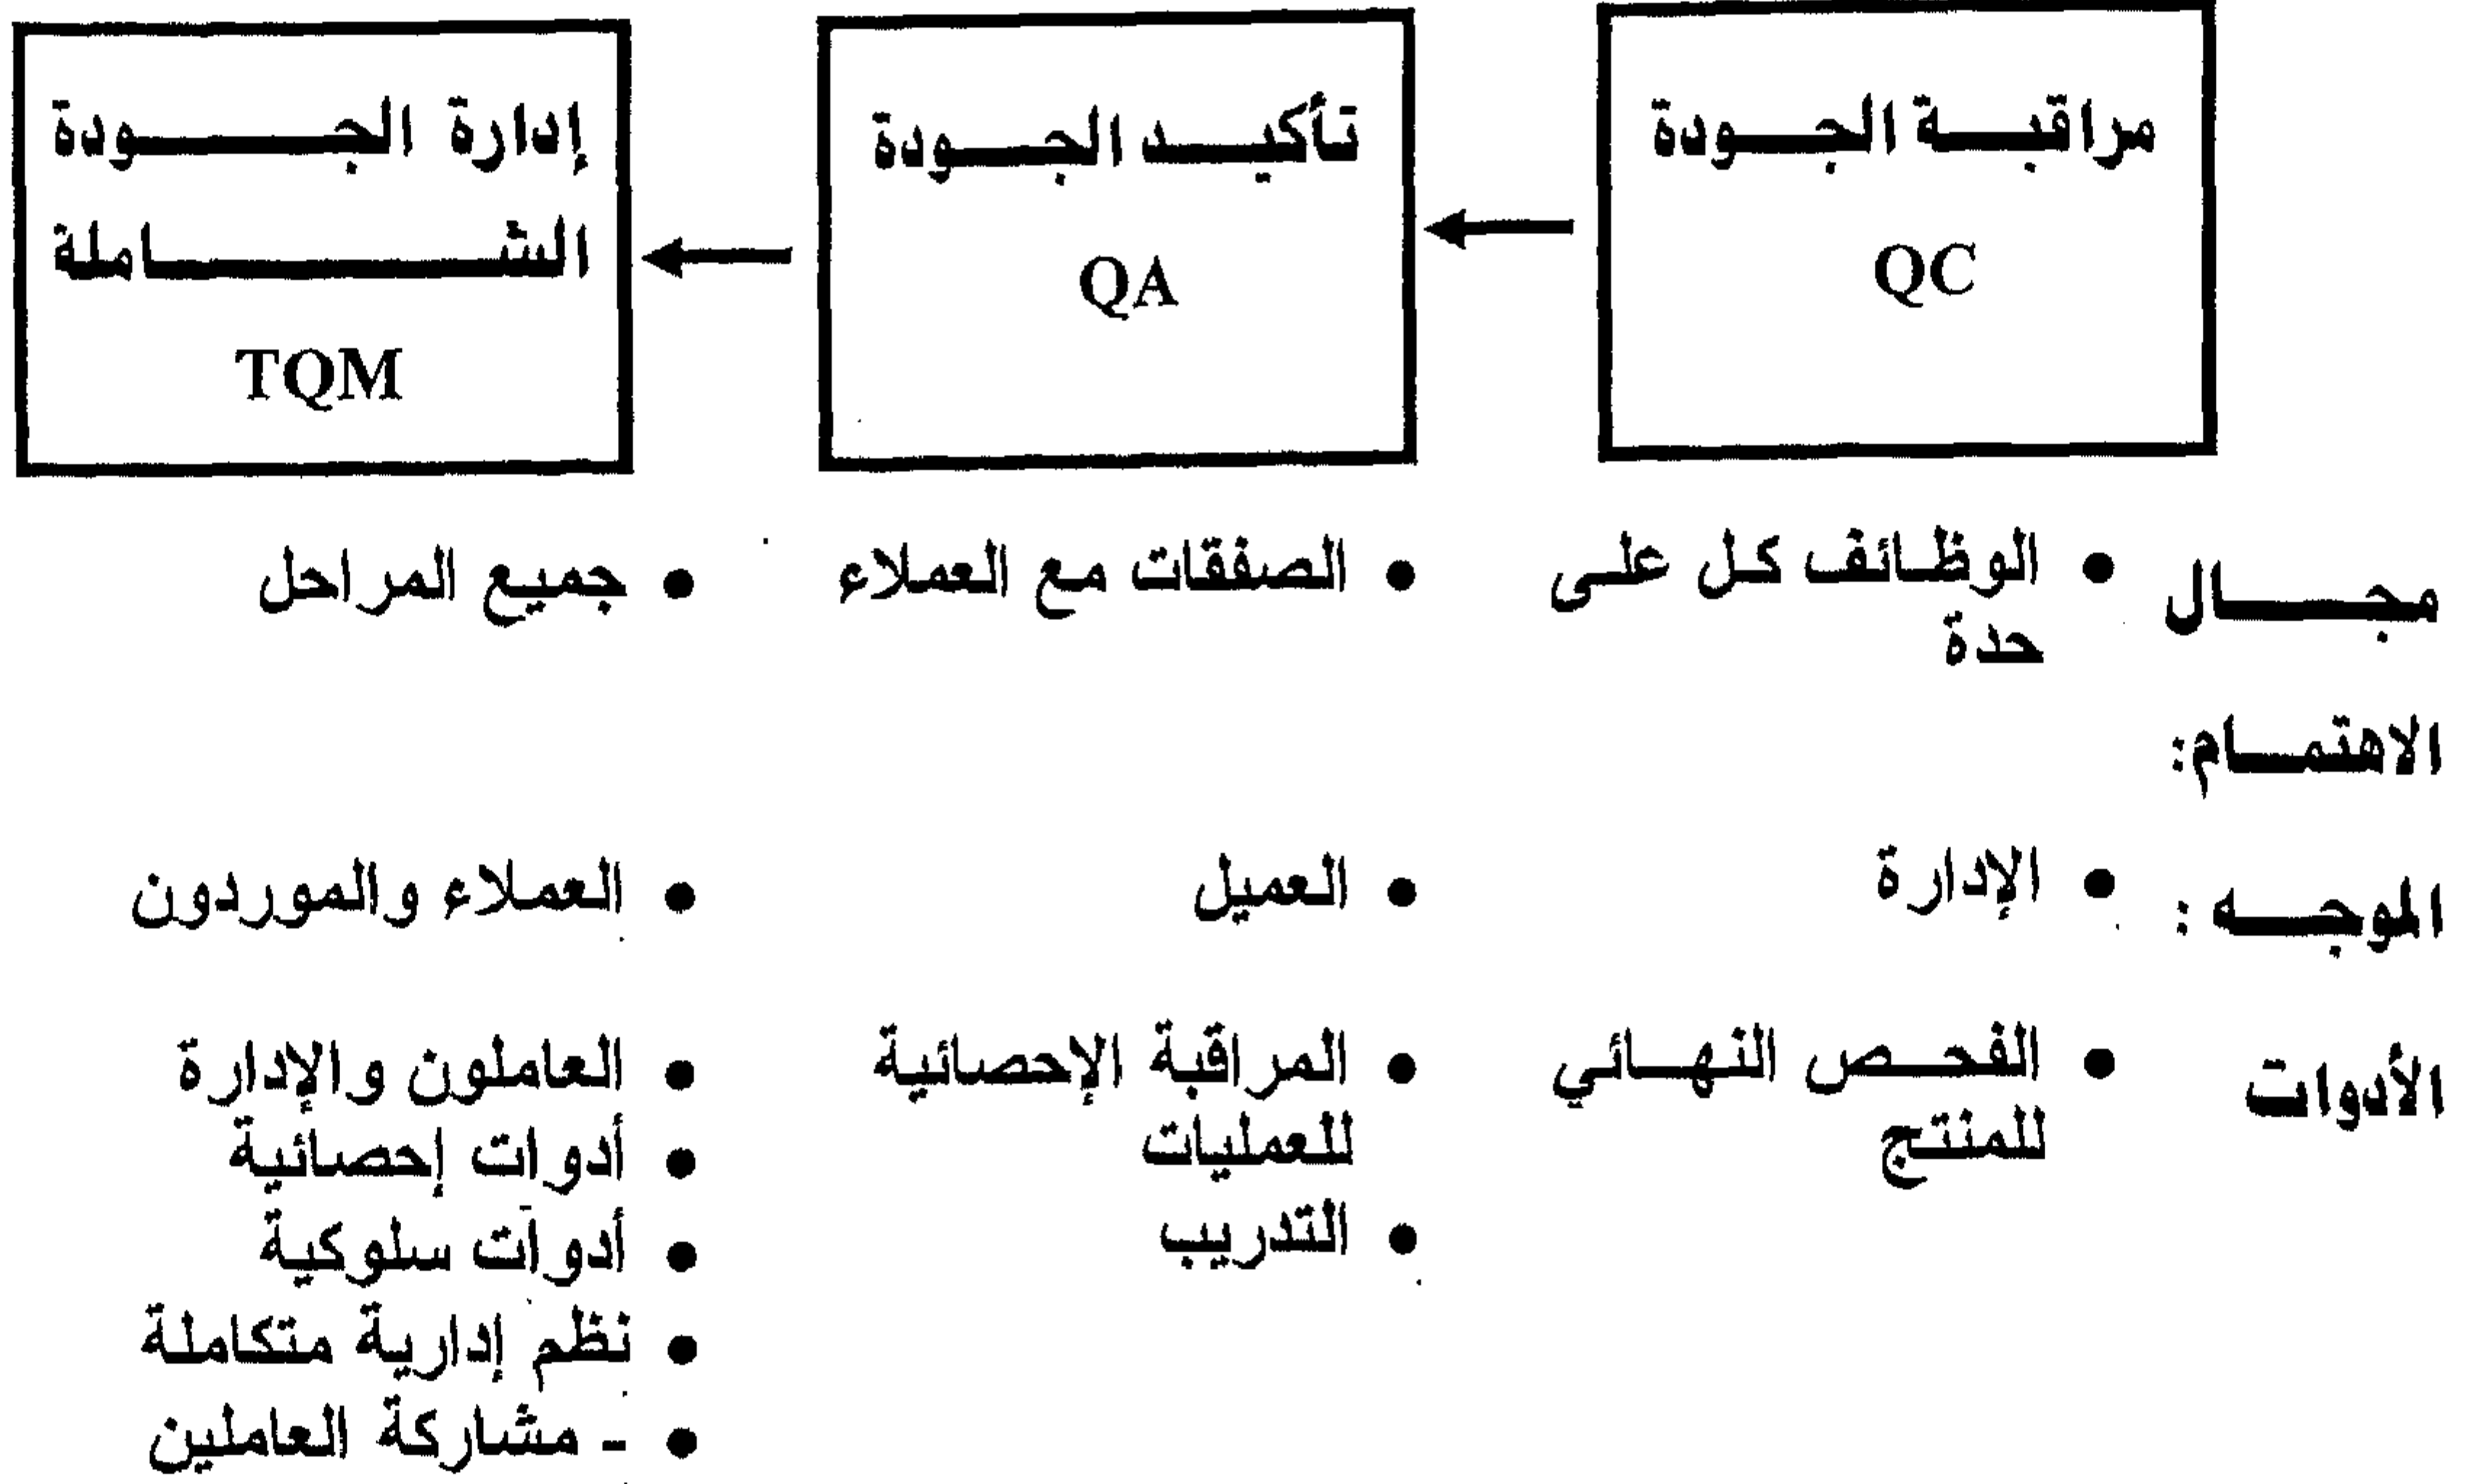 مراقبة الجودة
QC
تأكيد الجودة
QA
إدارة الجودة
الشاملة
TQM
مجال
الاهتمام:
• الوظائف كل على
حدة
• الصفقات مع العملاء
• جميع المراحل
الموجه :
• الإدارة
• العميل
• العملاء والموردون
الأدوات
• الفحص النهائي
للمنتج
• المراقبة الإحصائية
للعمليات
• التدريب
• العاملون والإدارة
• أدوات إحصائية
• أدوات سلوكية
• نظم إدارية متكاملة
• - مشاركة العاملين